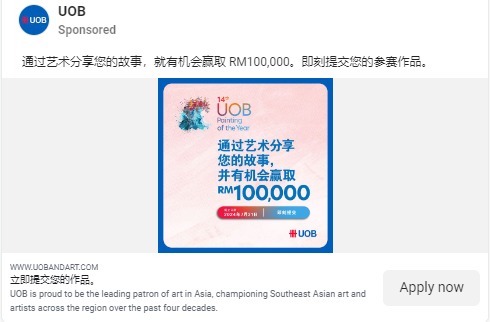 UOB
UOB
Sponsored
通过艺术分享您的故事，就有机会赢取 RM100,000。即刻提交您的参赛作品。
14TH
UOB
Painting
of the Year
通过艺术分享
您的故事，
并有机会赢取
RM100,000
2024年7月21日
即刻提交
UOB
WWW.UOBANDART.COM
立即提交您的作品。
UOB is proud to be the leading patron of art in Asia, championing Southeast Asian art and
artists across the region over the past four decades.
Apply now